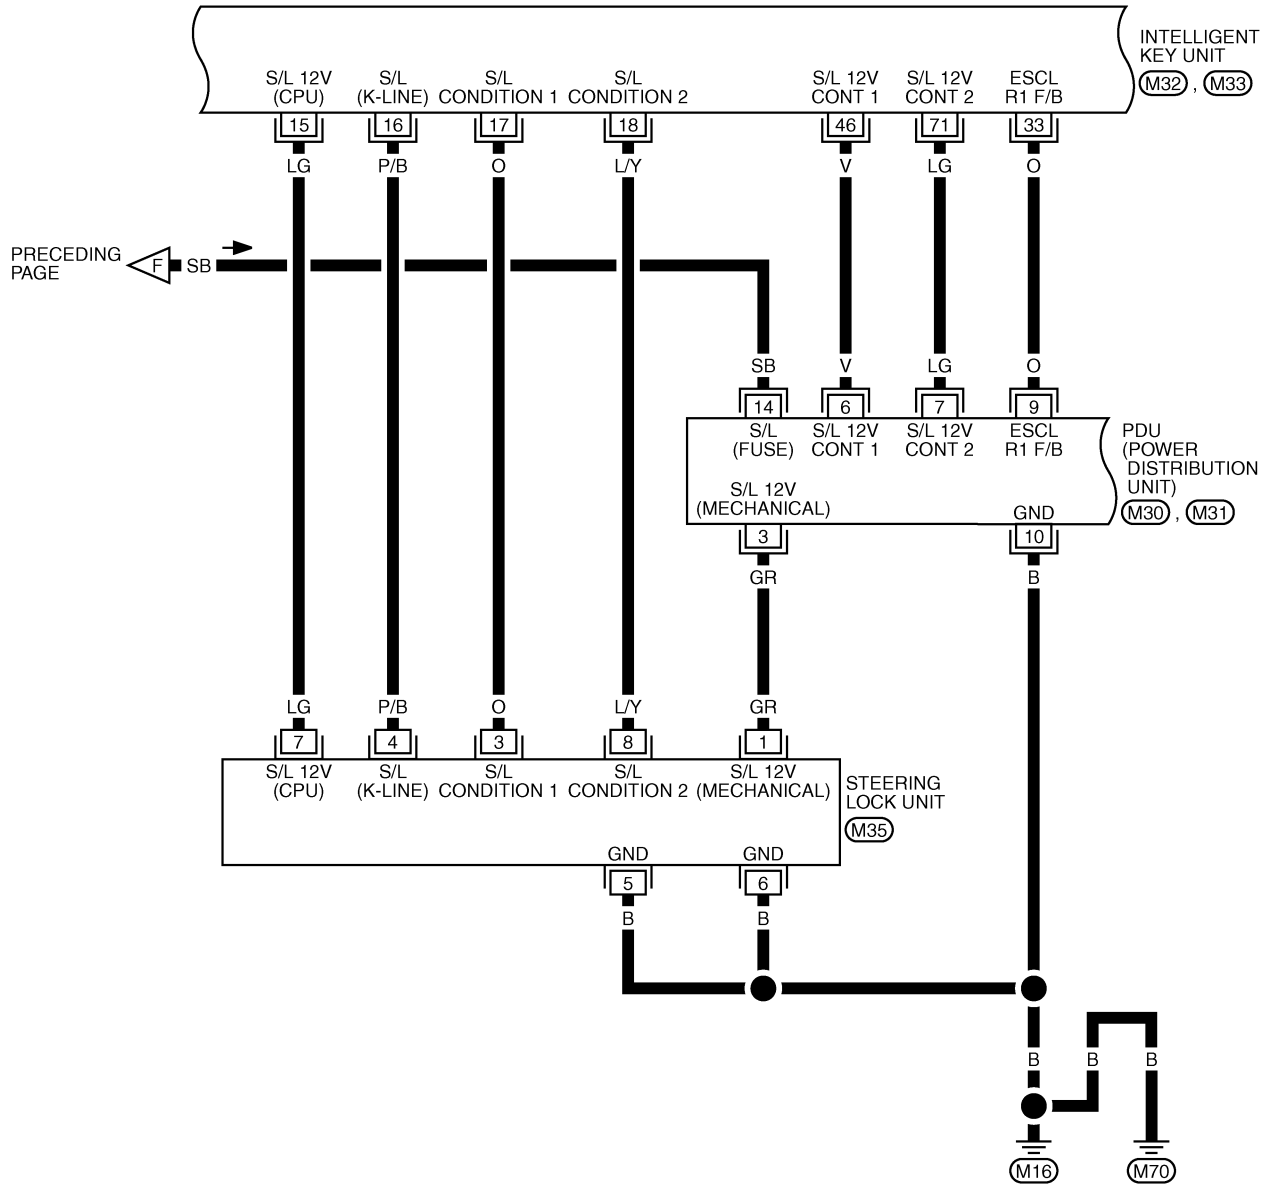 INTELLIGENT
KEY UNIT
M32 , M33
S/L 12V
(CPU)
S/L
(K-LINE)
S/L
CONDITION 1
S/L
CONDITION 2
S/L 12V
CONT 1
S/L 12V
CONT 2
ESCL
R1 F/B
15 16 17 18 46 71 33
LG P/B O L/Y V LG O
PRECEDING
PAGE
F SB
SB V LG O
14 6 7 9
S/L
(FUSE)
S/L 12V
CONT 1
S/L 12V
CONT 2
ESCL
R1 F/B
PDU
(POWER
DISTRIBUTION
UNIT)
M30 , M31
S/L 12V
(MECHANICAL)
GND
3 10
GR B
LG P/B O L/Y GR
7 4 3 8 1
S/L 12V
(CPU)
S/L
(K-LINE)
S/L
CONDITION 1
S/L
CONDITION 2
S/L 12V
(MECHANICAL)
STEERING
LOCK UNIT
M35
GND GND
5 6
B B
B B B
M16 M70